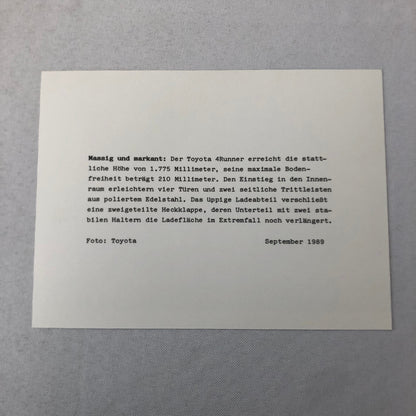 Massig und markant: Der Toyota 4Runner erreicht die statt-
liche Höhe von 1.775 Millimeter, seine maximale Boden-
freiheit beträgt 210 Millimeter. Den Einstieg in den Innen-
raum erleichtern vier Türen und zwei seitliche Trittleisten
aus poliertem Edelstahl. Das üppige Ladeabteil verschließt
eine zweigeteilte Heckklappe, deren Unterteil mit zwei sta-
bilen Haltern die Ladefläche im Extremfall noch verlängert.
Foto: Toyota September 1989